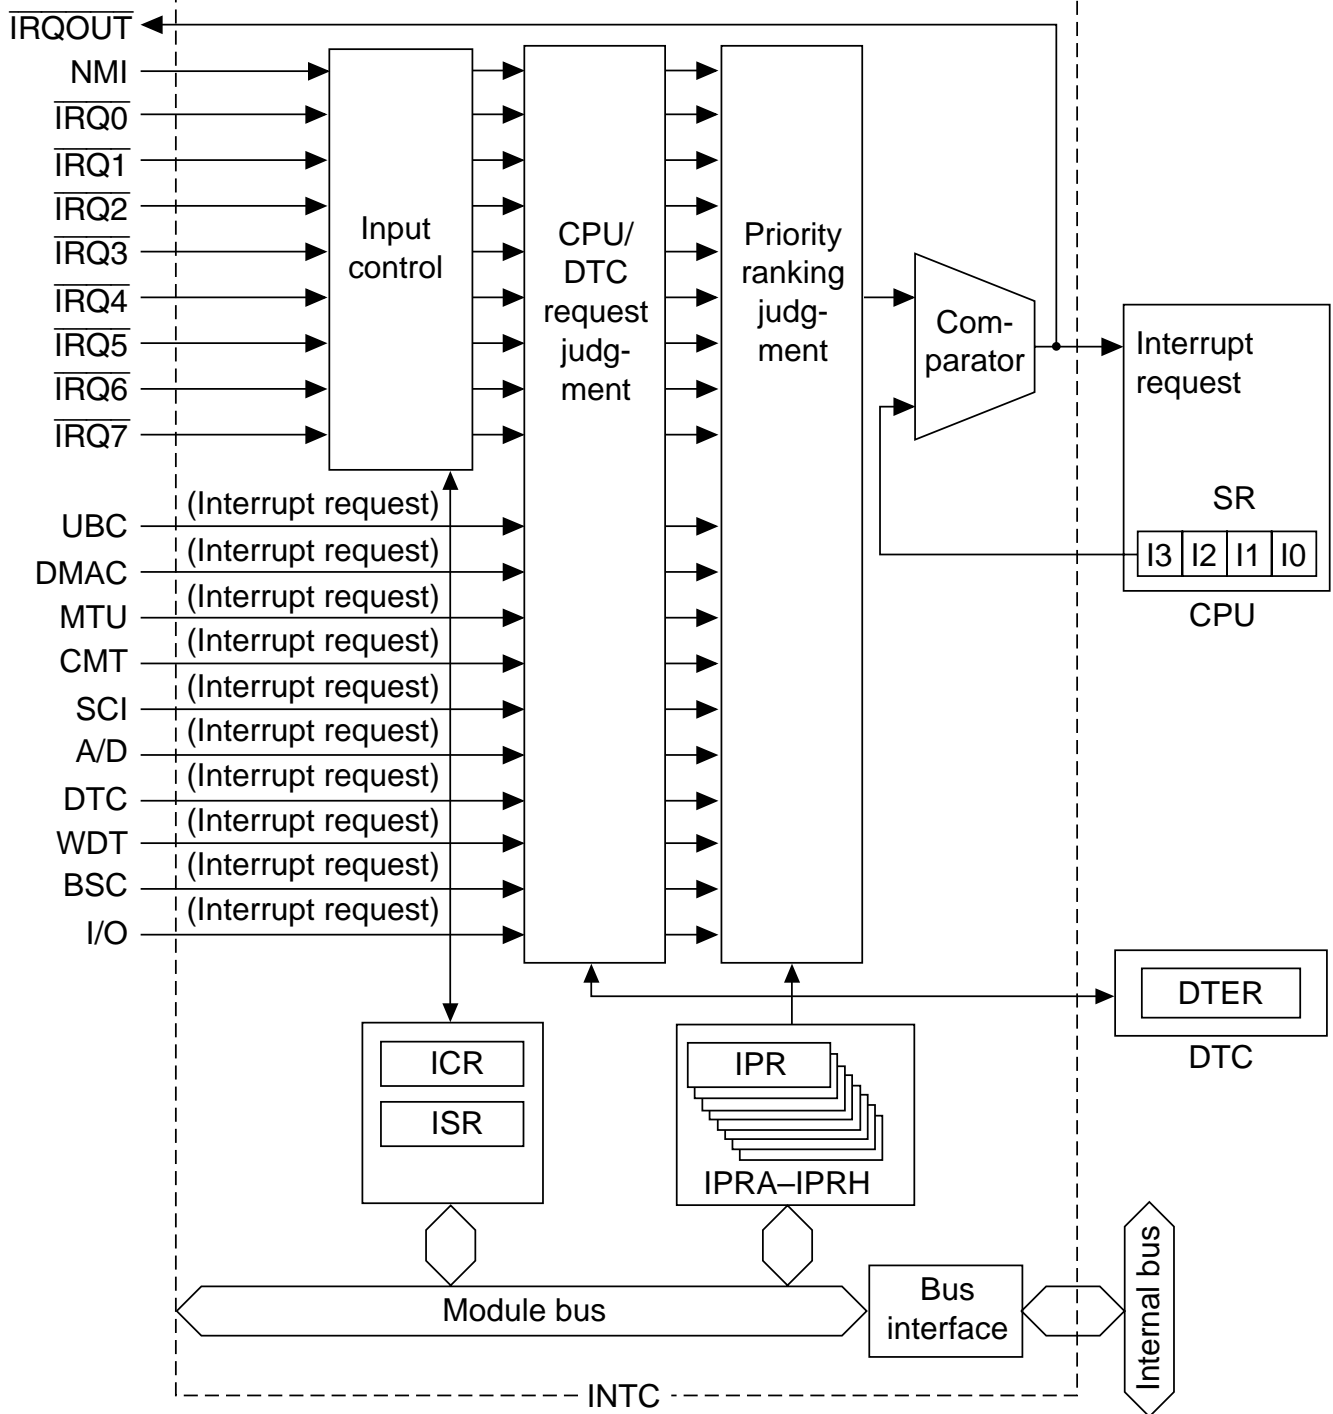 IRQOUT
NMI
IRQ0
IRQ1
IRQ2
IRQ3
IRQ4
IRQ5
IRQ6
IRQ7
UBC
DMAC
MTU
CMT
SCI
A/D
DTC
WDT
BSC
I/O
(Interrupt request)
(Interrupt request)
(Interrupt request)
(Interrupt request)
(Interrupt request)
(Interrupt request)
(Interrupt request)
(Interrupt request)
(Interrupt request)
(Interrupt request)
Input
control
CPU/
DTC
request
judg-
ment
Priority
ranking
judg-
ment
Com-
parator
Interrupt
request
SR
I3 I2 I1 I0
CPU
DTER
DTC
ICR
ISR
IPR
IPRA–IPRH
Module bus
Bus
interface
Internal bus
INTC